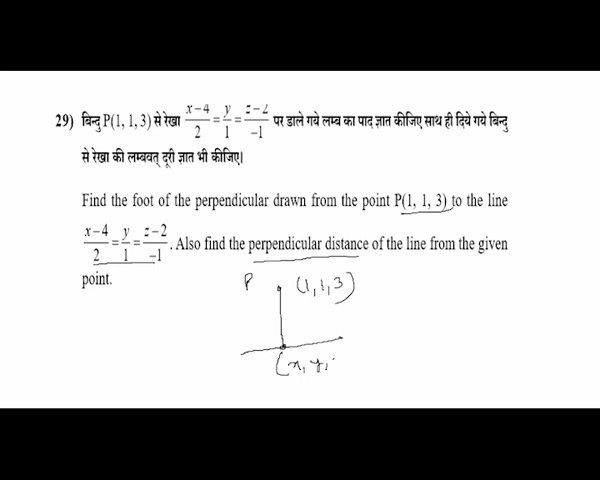 29) बिन्दु P(1, 1, 3) से रेखा x−4/2 = y/1 = z−2/−1 पर डाले गये लम्ब का पाद ज्ञात कीजिए साथ ही दिये गये बिन्दु
से रेखा की लम्बवत् दूरी ज्ञात भी कीजिए।
Find the foot of the perpendicular drawn from the point P(1, 1, 3) to the line
x−4/2 = y/1 = z−2/−1. Also find the perpendicular distance of the line from the given
point.
P (1, 1, 3)
(x, y,